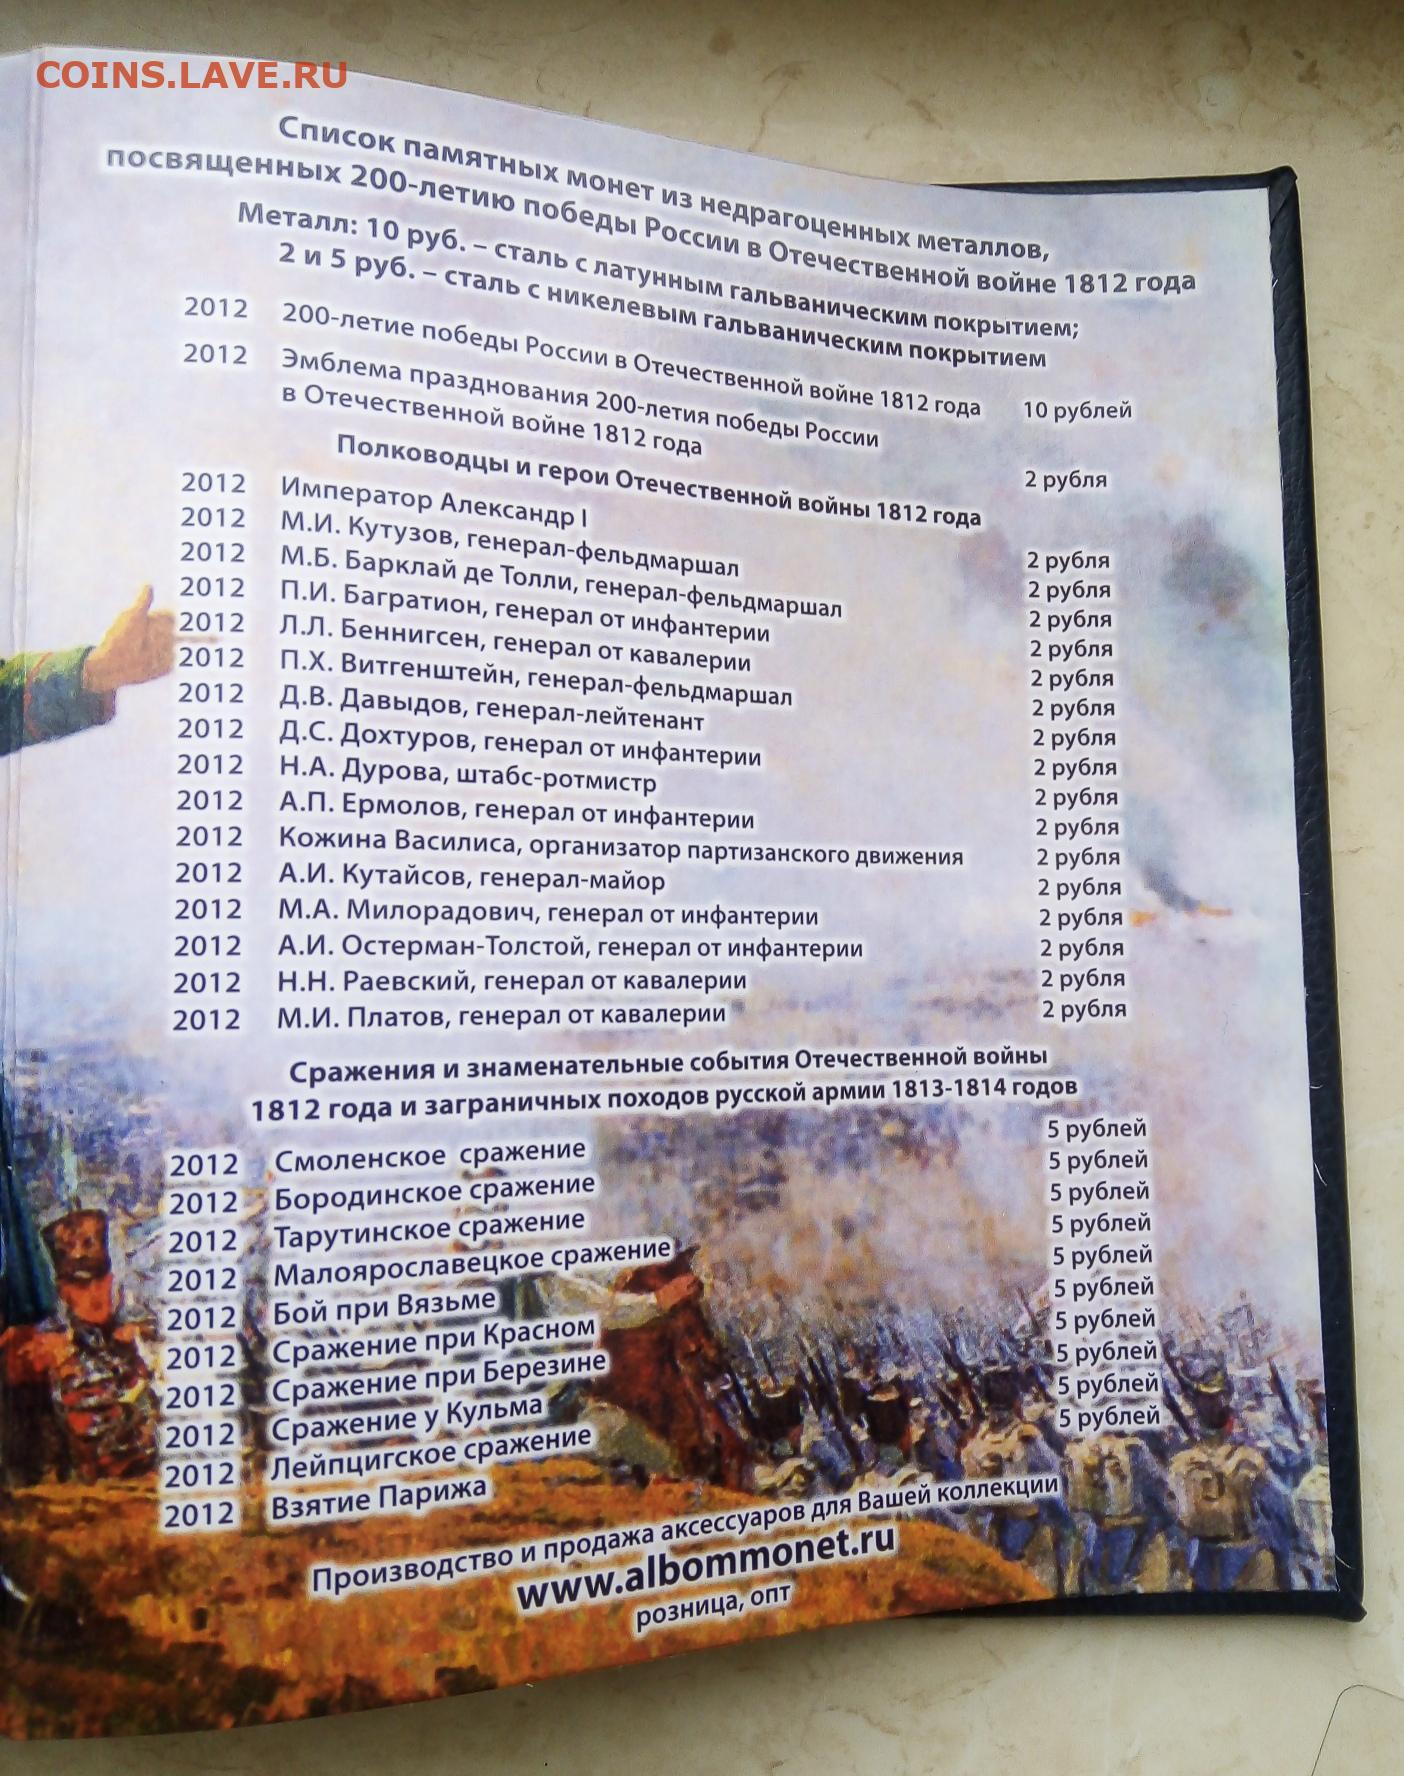 COINS.LAVE.RU
Список памятных монет из недрагоценных металлов,
посвященных 200-летию победы России в Отечественной войне 1812 года
Металл: 10 руб. – сталь с латунным гальваническим покрытием;
2 и 5 руб. – сталь с никелевым гальваническим покрытием
2012 200-летие победы России в Отечественной войне 1812 года 10 рублей
2012 Эмблема празднования 200-летия победы России
в Отечественной войне 1812 года 2 рубля
Полководцы и герои Отечественной войны 1812 года
2012 Император Александр I 2 рубля
2012 М.И. Кутузов, генерал-фельдмаршал 2 рубля
2012 М.Б. Барклай де Толли, генерал-фельдмаршал 2 рубля
2012 П.И. Багратион, генерал от инфантерии 2 рубля
2012 Л.Л. Беннигсен, генерал от кавалерии 2 рубля
2012 П.Х. Витгенштейн, генерал-фельдмаршал 2 рубля
2012 Д.В. Давыдов, генерал-лейтенант 2 рубля
2012 Д.С. Дохтуров, генерал от инфантерии 2 рубля
2012 Н.А. Дурова, штабс-ротмистр 2 рубля
2012 А.П. Ермолов, генерал от инфантерии 2 рубля
2012 Кожина Василиса, организатор партизанского движения 2 рубля
2012 А.И. Кутайсов, генерал-майор 2 рубля
2012 М.А. Милорадович, генерал от инфантерии 2 рубля
2012 А.И. Остерман-Толстой, генерал от инфантерии 2 рубля
2012 Н.Н. Раевский, генерал от кавалерии 2 рубля
2012 М.И. Платов, генерал от кавалерии 2 рубля
Сражения и знаменательные события Отечественной войны
1812 года и заграничных походов русской армии 1813-1814 годов
2012 Смоленское сражение 5 рублей
2012 Бородинское сражение 5 рублей
2012 Тарутинское сражение 5 рублей
2012 Малоярославецкое сражение 5 рублей
2012 Бой при Вязьме 5 рублей
2012 Сражение при Красном 5 рублей
2012 Сражение при Березине 5 рублей
2012 Сражение у Кульма 5 рублей
2012 Лейпцигское сражение 5 рублей
2012 Взятие Парижа 5 рублей
Производство и продажа аксессуаров для Вашей коллекции
www.albommonet.ru
розница, опт